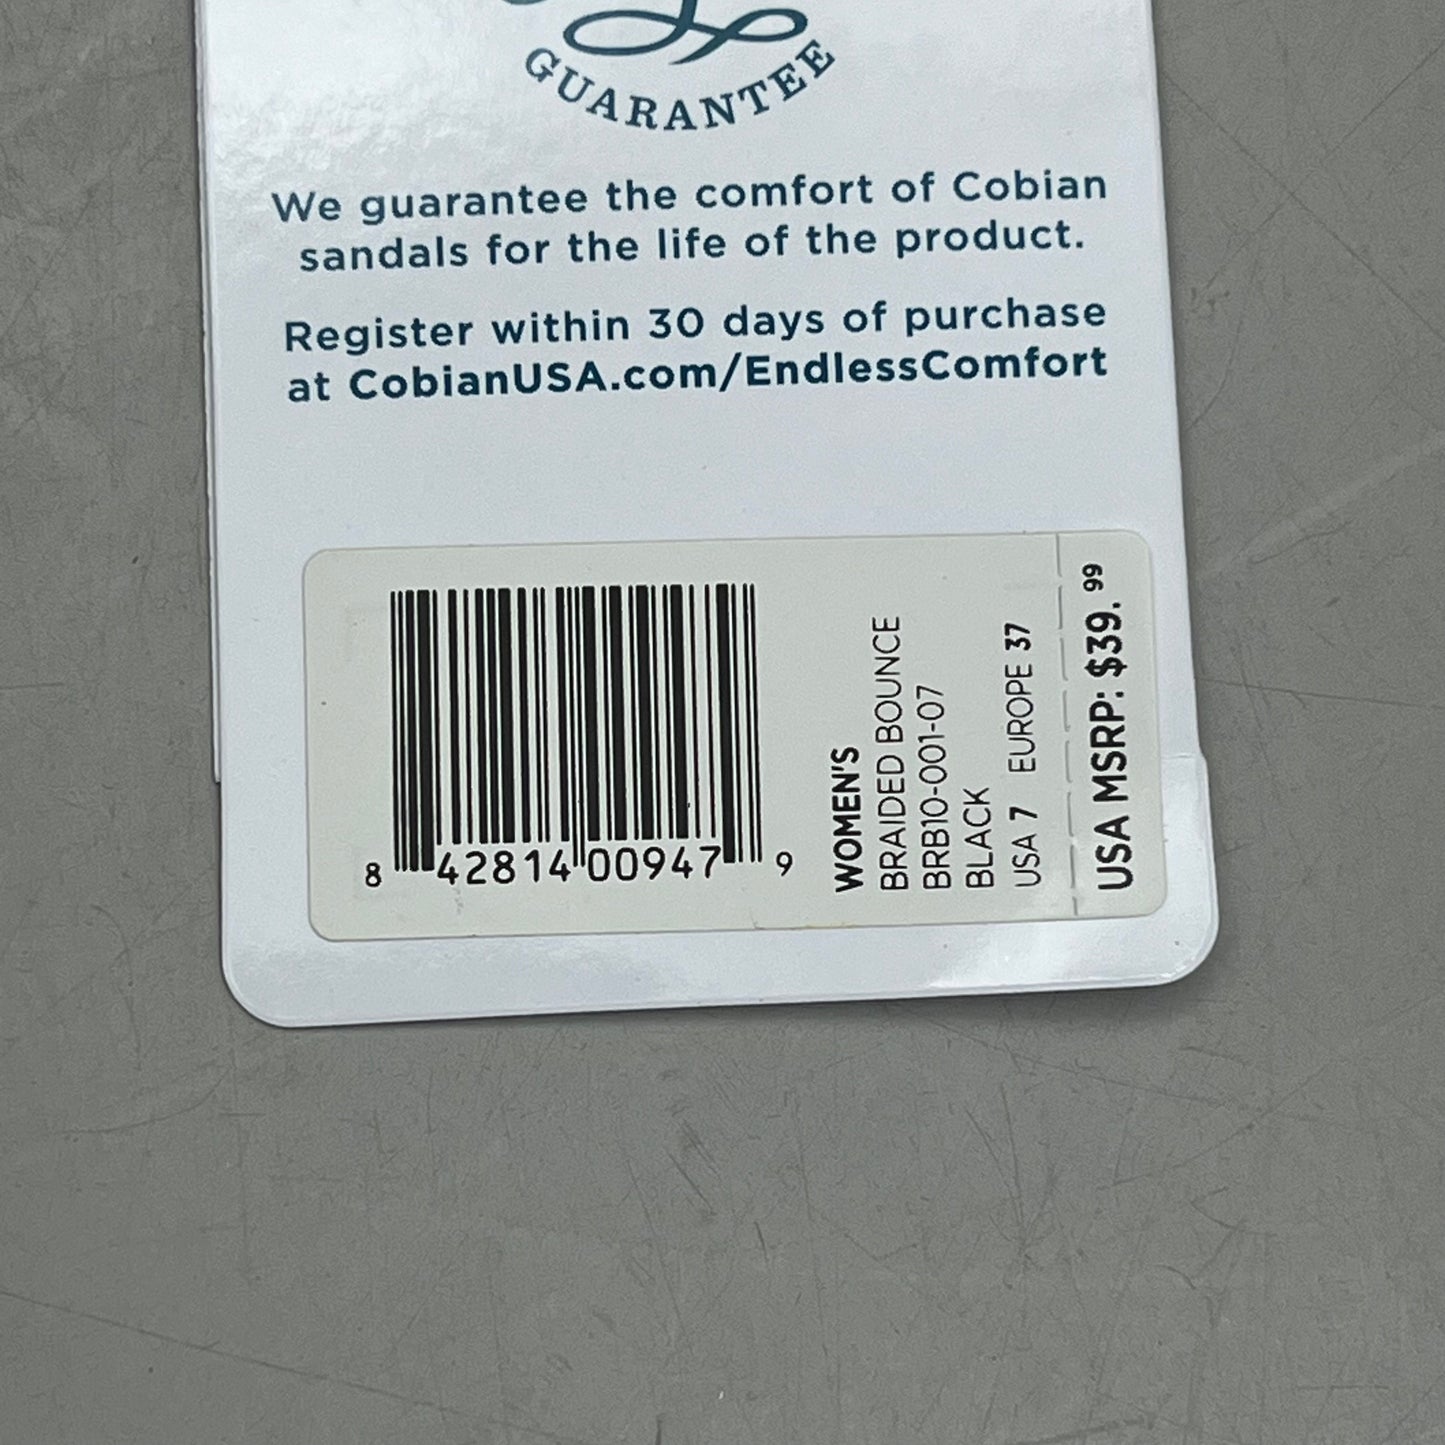 GUARANTEE
We guarantee the comfort of Cobian
sandals for the life of the product.
Register within 30 days of purchase
at CobianUSA.com/EndlessComfort
8 42814 00947 9
WOMEN'S
BRAIDED BOUNCE
BRB10-001-07
BLACK
USA 7 EUROPE 37
USA MSRP: $39.99